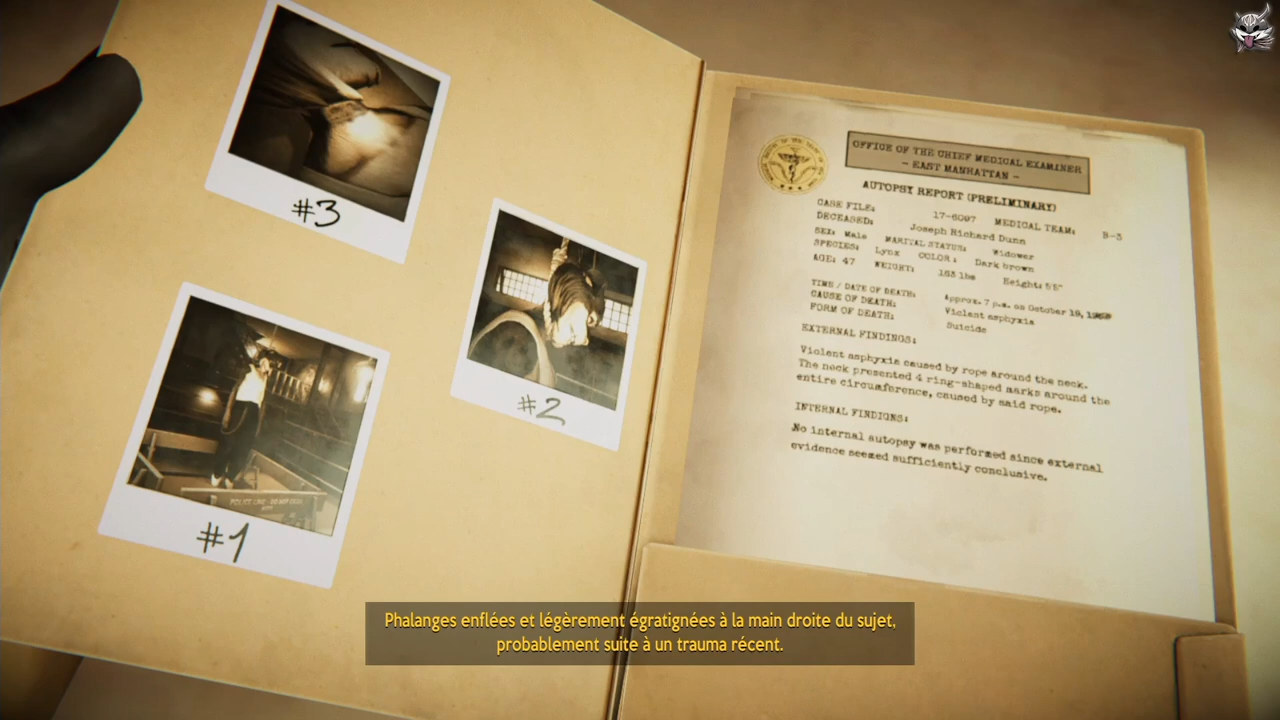 #3
#2
#1
OFFICE OF THE CHIEF MEDICAL EXAMINER
- EAST MANHATTAN -
AUTOPSY REPORT (PRELIMINARY)
CASE FILE: 17-6097 MEDICAL TEAM: B-3
DECEASED: Joseph Richard Dunn
SEX: Male MARITAL STATUS: Widower
SPECIES: Lynx COLOR: Dark brown
AGE: 47 WEIGHT: 163 lbs Height: 5'5"
TIME / DATE OF DEATH: Approx. 7 p.m. on October 19,
CAUSE OF DEATH: Violent asphyxia
FORM OF DEATH: Suicide
EXTERNAL FINDINGS:
Violent asphyxia caused by rope around the neck.
The neck presented 4 ring-shaped marks around the
entire circumference, caused by said rope.
INTERNAL FINDIGNS:
No internal autopsy was performed since external
evidence seemed sufficiently conclusive.
POLICE LINE
Phalanges enflées et légèrement égratignées à la main droite du sujet,
probablement suite à un trauma récent.